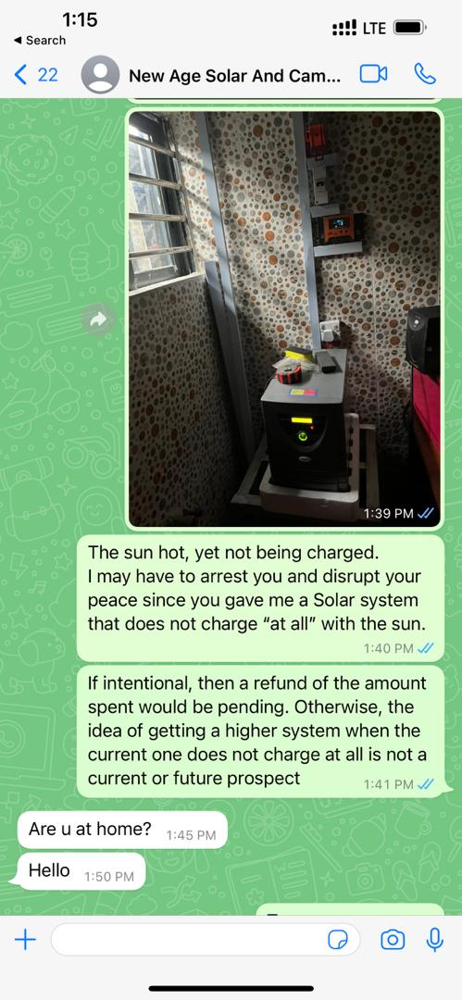 1:15
LTE
Search
22
New Age Solar And Cam...
1:39 PM
The sun hot, yet not being charged.
I may have to arrest you and disrupt your
peace since you gave me a Solar system
that does not charge “at all” with the sun.
1:40 PM
If intentional, then a refund of the amount
spent would be pending. Otherwise, the
idea of getting a higher system when the
current one does not charge at all is not a
current or future prospect
1:41 PM
Are u at home?
1:45 PM
Hello
1:50 PM